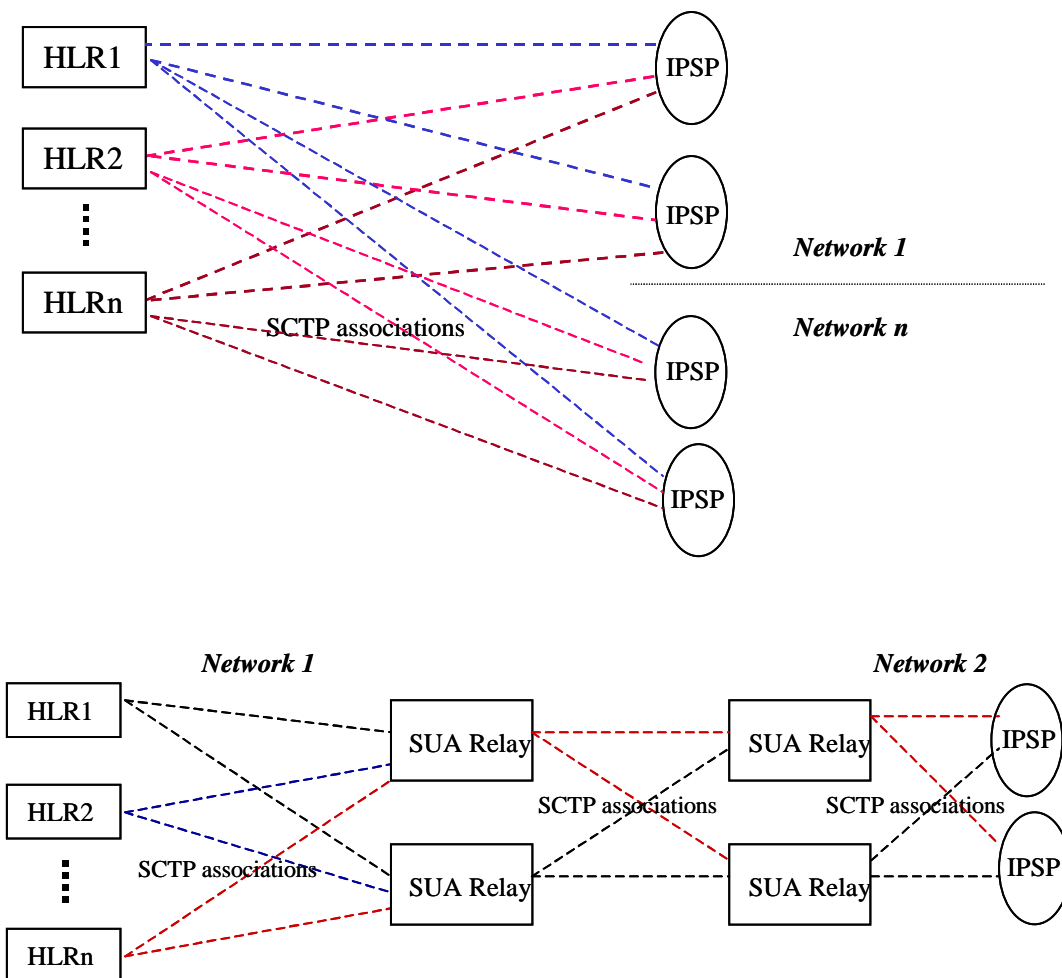 HLR1
IPSP
HLR2
IPSP
Network 1
HLRn
SCTP associations
Network n
IPSP
IPSP
Network 1
Network 2
HLR1
SUA Relay
SUA Relay
IPSP
HLR2
SCTP associations
SCTP associations
SCTP associations
SUA Relay
SUA Relay
IPSP
HLRn